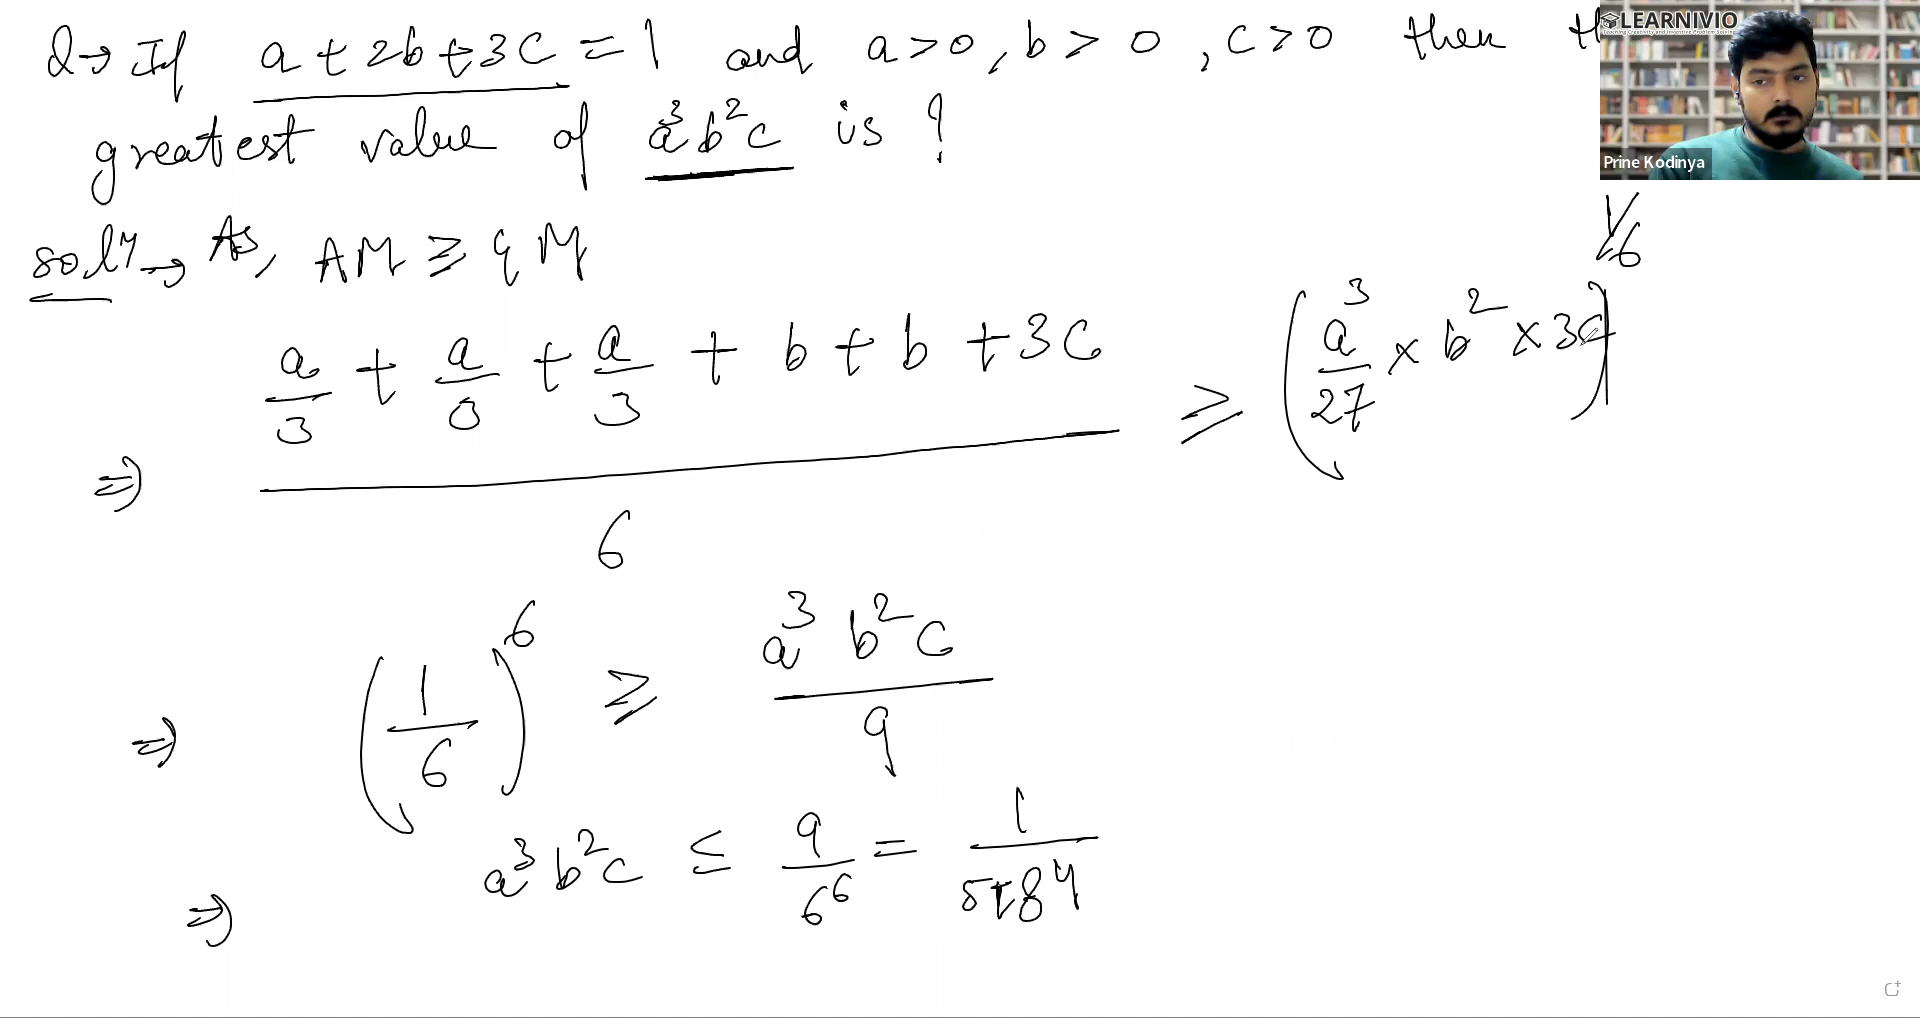 Q→ If a + 2b + 3c = 1 and a > 0, b > 0, c > 0 then
greatest value of a³b²c is ?
solⁿ→ As, AM ≥ GM
⇒ (a/3 + a/3 + a/3 + b + b + 3c)/6 ≥ (a³/27 × b² × 3c)^1/6
⇒ (1/6)^6 ≥ a³b²c/9
⇒ a³b²c ≤ 9/6^6 = 1/5184
LEARNIVIO
Prine Kodinya